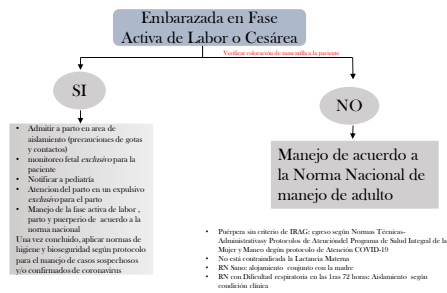 Embarazada en Fase
Activa de Labor o Cesárea
Verificar colocación de mascarilla a la paciente
SI
NO
• Admitir a parto en area de
aislamiento (precauciones de gotas
y contactos)
• monitoreo fetal exclusivo para la
paciente
• Notificar a pediatría
• Atencion del parto en un expulsivo
exclusivo para el parto
• Manejo de la fase activa de labor ,
parto y puerperio de acuerdo a la
norma nacional
Una vez concluido, aplicar normas de
higiene y bioseguridad según protocolo
para el manejo de casos sospechosos
y/o confirmados de coronavirus
Manejo de acuerdo a
la Norma Nacional de
manejo de adulto
• Puérpera sin criterio de IRAG: egreso según Normas Técnicas-
Administrativasy Protocolos de Atencióndel Programa de Salud Integral de la
Mujer y Maneo degún protocolo de Atención COVID-19
• No está contraindicada la Lactancia Materna
• RN Sano: alojamiento conjunto con la madre
• RN con Dificultad respiratoria en las 1eras 72 horas: Aislamiento según
condición clínica